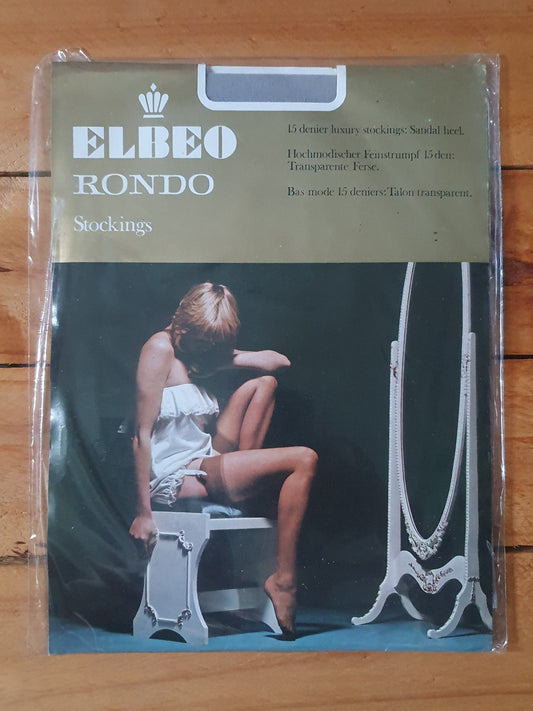 ELBEO
RONDO
Stockings
15 denier luxury stockings: Sandal heel.
Hochmodischer Feinstrumpf 15 den:
Transparente Ferse.
Bas mode 15 deniers: Talon transparent.